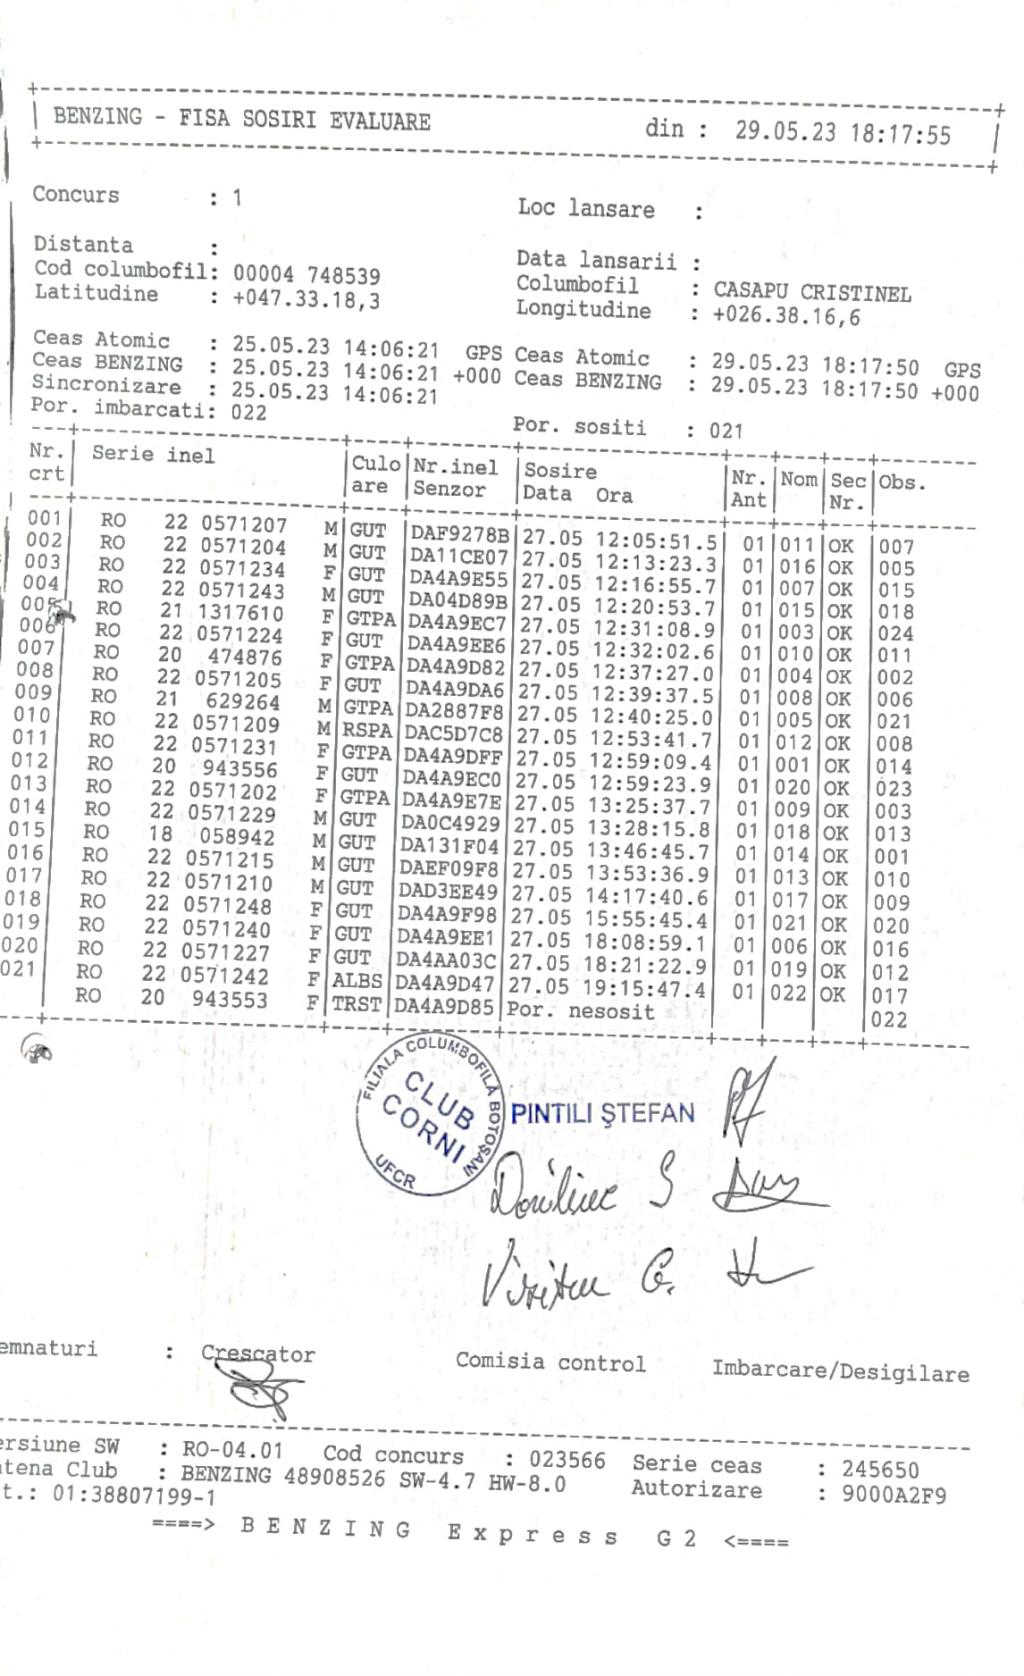 BENZING - FISA SOSIRI EVALUARE din : 29.05.23 18:17:55
Concurs : 1 Loc lansare :
Distanta : Data lansarii :
Cod columbofil: 00004 748539 Columbofil : CASAPU CRISTINEL
Latitudine : +047.33.18,3 Longitudine : +026.38.16,6
Ceas Atomic : 25.05.23 14:06:21 GPS Ceas Atomic : 29.05.23 18:17:50 GPS
Ceas BENZING : 25.05.23 14:06:21 +000 Ceas BENZING : 29.05.23 18:17:50 +000
Sincronizare : 25.05.23 14:06:21
Por. imbarcati: 022 Por. sositi : 021
Nr. Serie inel Culo Nr.inel Sosire Nr. Nom Sec Obs.
crt are Senzor Data Ora Ant Nr.
001 RO 22 0571207 M GUT DAF9278B 27.05 12:05:51.5 01 011 OK 007
002 RO 22 0571204 M GUT DA11CE07 27.05 12:13:23.3 01 016 OK 005
003 RO 22 0571234 F GUT DA4A9E55 27.05 12:16:55.7 01 007 OK 015
004 RO 22 0571243 M GUT DA04D89B 27.05 12:20:53.7 01 015 OK 018
005 RO 21 1317610 F GTPA DA4A9EC7 27.05 12:31:08.9 01 003 OK 024
006 RO 22 0571224 F GUT DA4A9EE6 27.05 12:32:02.6 01 010 OK 011
007 RO 20 474876 F GTPA DA4A9D82 27.05 12:37:27.0 01 004 OK 002
008 RO 22 0571205 F GUT DA4A9DA6 27.05 12:39:37.5 01 008 OK 006
009 RO 21 629264 M GTPA DA2887F8 27.05 12:40:25.0 01 005 OK 021
010 RO 22 0571209 M RSPA DAC5D7C8 27.05 12:53:41.7 01 012 OK 008
011 RO 22 0571231 F GTPA DA4A9DFF 27.05 12:59:09.4 01 001 OK 014
012 RO 20 943556 F GUT DA4A9EC0 27.05 12:59:23.9 01 020 OK 023
013 RO 22 0571202 F GTPA DA4A9E7E 27.05 13:25:37.7 01 009 OK 003
014 RO 22 0571229 M GUT DA0C4929 27.05 13:28:15.8 01 018 OK 013
015 RO 18 058942 M GUT DA131F04 27.05 13:46:45.7 01 014 OK 001
016 RO 22 0571215 M GUT DAEF09F8 27.05 13:53:36.9 01 013 OK 010
017 RO 22 0571210 M GUT DAD3EE49 27.05 14:17:40.6 01 017 OK 009
018 RO 22 0571248 F GUT DA4A9F98 27.05 15:55:45.4 01 021 OK 020
019 RO 22 0571240 F GUT DA4A9EE1 27.05 18:08:59.1 01 006 OK 016
020 RO 22 0571227 F GUT DA4AA03C 27.05 18:21:22.9 01 019 OK 012
021 RO 22 0571242 F ALBS DA4A9D47 27.05 19:15:47.4 01 022 OK 017
RO 20 943553 F TRST DA4A9D85 Por. nesosit 022
FILIALA COLUMBOFILĂ BOTOŞANI
CLUB
CORNI
UFCR
PINTILI ŞTEFAN
emnaturi : Crescator Comisia control Imbarcare/Desigilare
ersiune SW : RO-04.01 Cod concurs : 023566 Serie ceas : 245650
ntena Club : BENZING 48908526 SW-4.7 HW-8.0 Autorizare : 9000A2F9
t.: 01:38807199-1
====> B E N Z I N G E x p r e s s G 2 <====